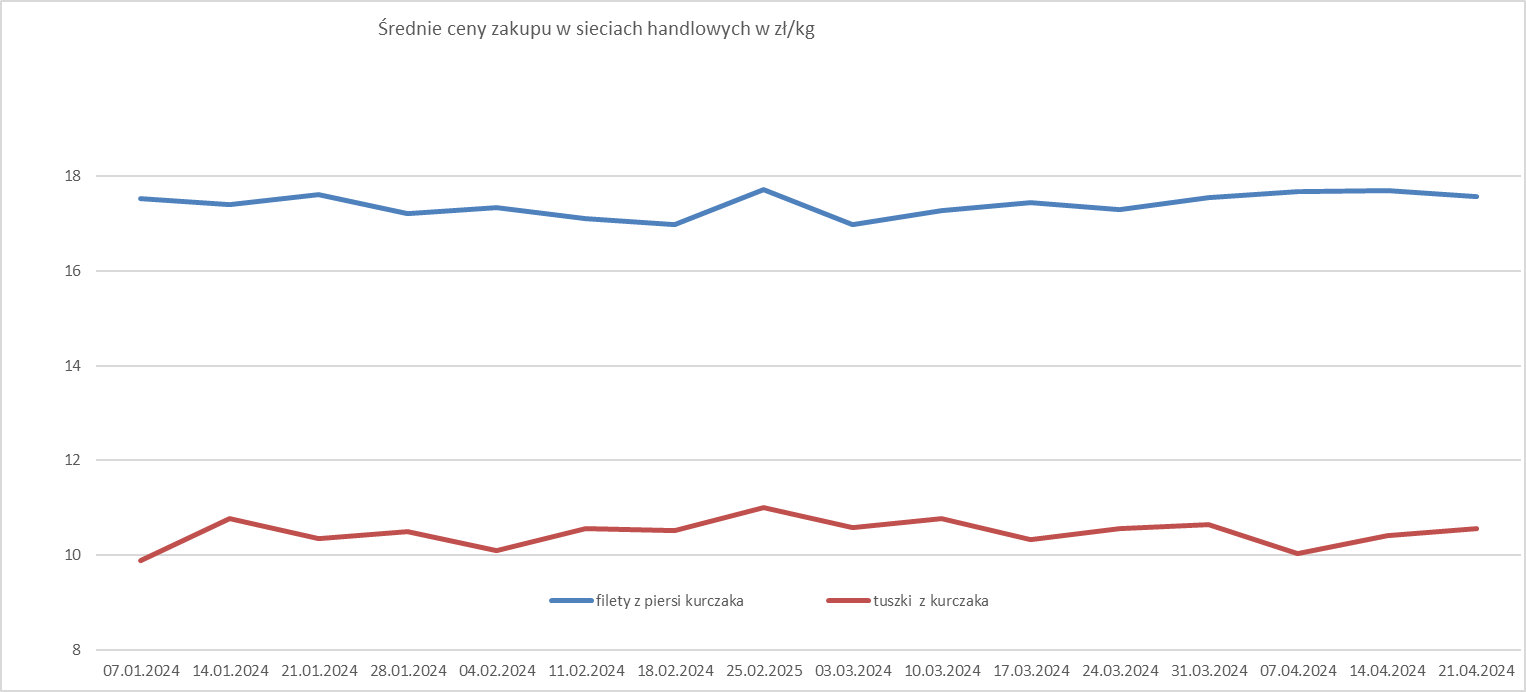 Średnie ceny zakupu w sieciach handlowych w zł/kg
18
16
14
12
10
filety z piersi kurczaka tuszki z kurczaka
8
07.01.2024 14.01.2024 21.01.2024 28.01.2024 04.02.2024 11.02.2024 18.02.2024 25.02.2025 03.03.2024 10.03.2024 17.03.2024 24.03.2024 31.03.2024 07.04.2024 14.04.2024 21.04.2024